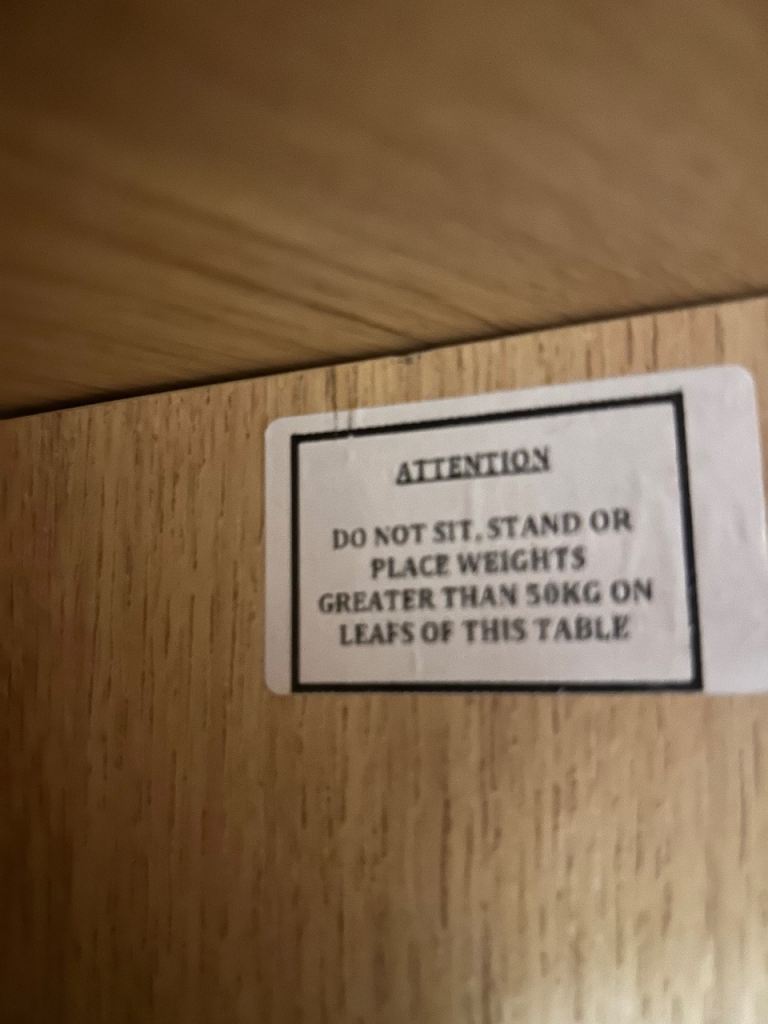 ATTENTION
DO NOT SIT, STAND OR
PLACE WEIGHTS
GREATER THAN 50KG ON
LEAFS OF THIS TABLE